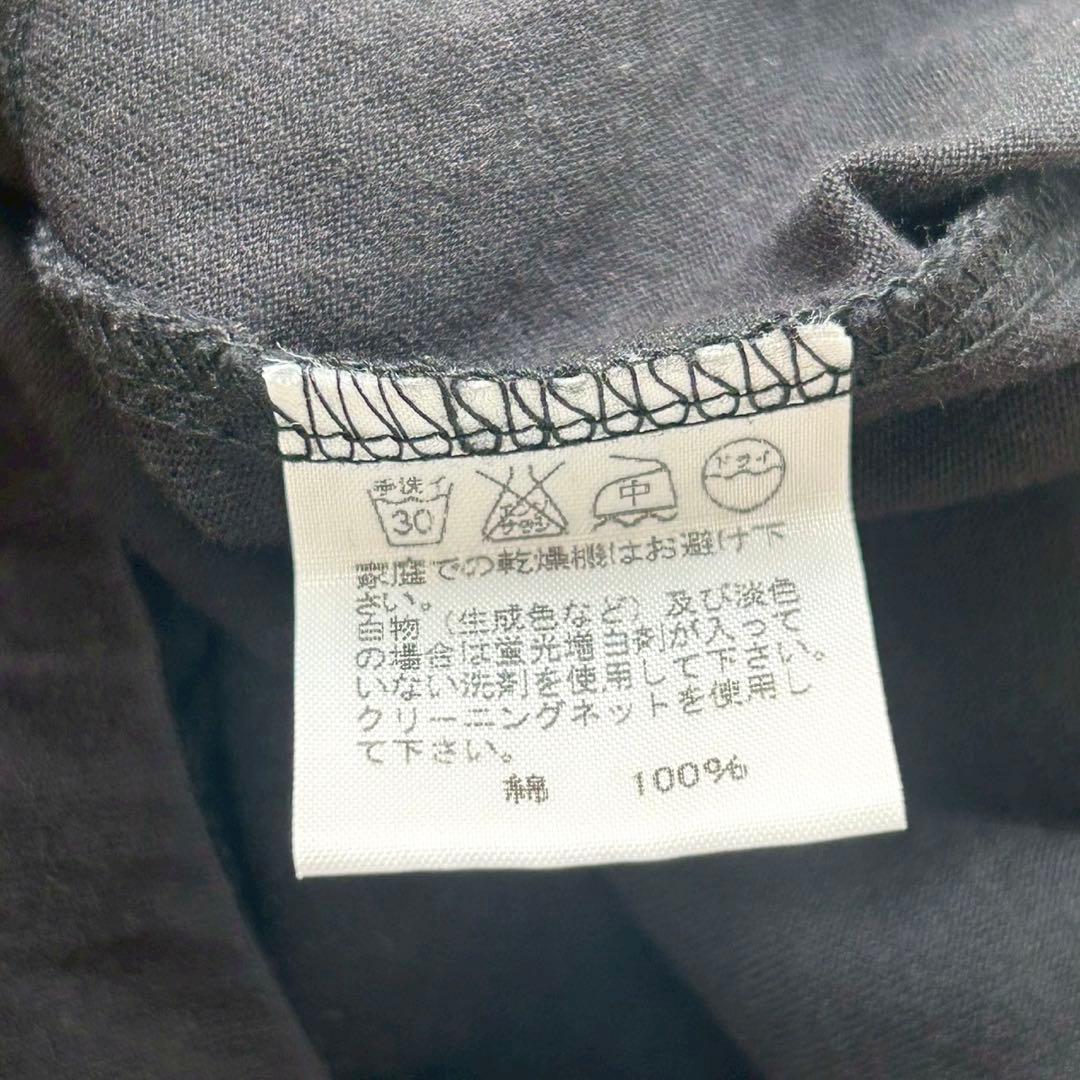 手洗イ 30 エンソサラシ 中 ドライ
家庭での乾燥機はお避け下
さい。
白物（生成色など）及び淡色
の場合は蛍光増白剤が入って
いない洗剤を使用して下さい。
クリーニングネットを使用し
て下さい。
綿 100%